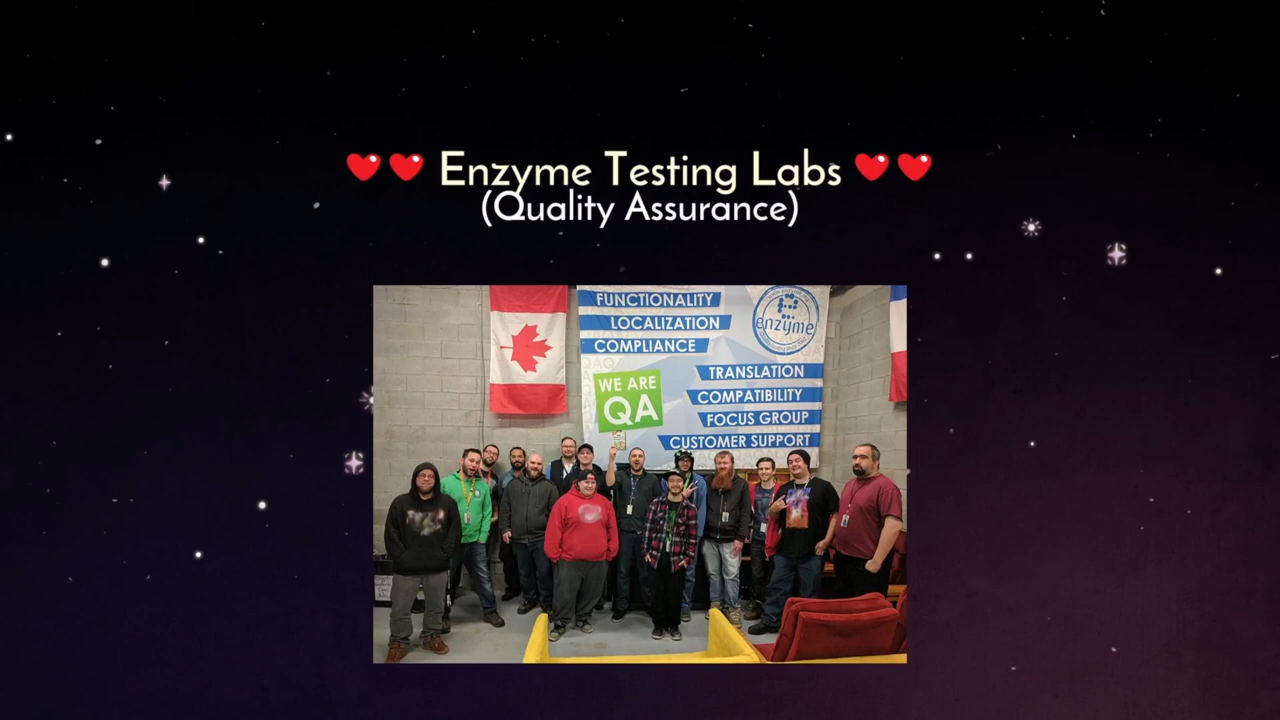 ❤️❤️ Enzyme Testing Labs ❤️❤️
(Quality Assurance)
FUNCTIONALITY
LOCALIZATION
COMPLIANCE
enzyme
WE ARE
QA
TRANSLATION
COMPATIBILITY
FOCUS GROUP
CUSTOMER SUPPORT